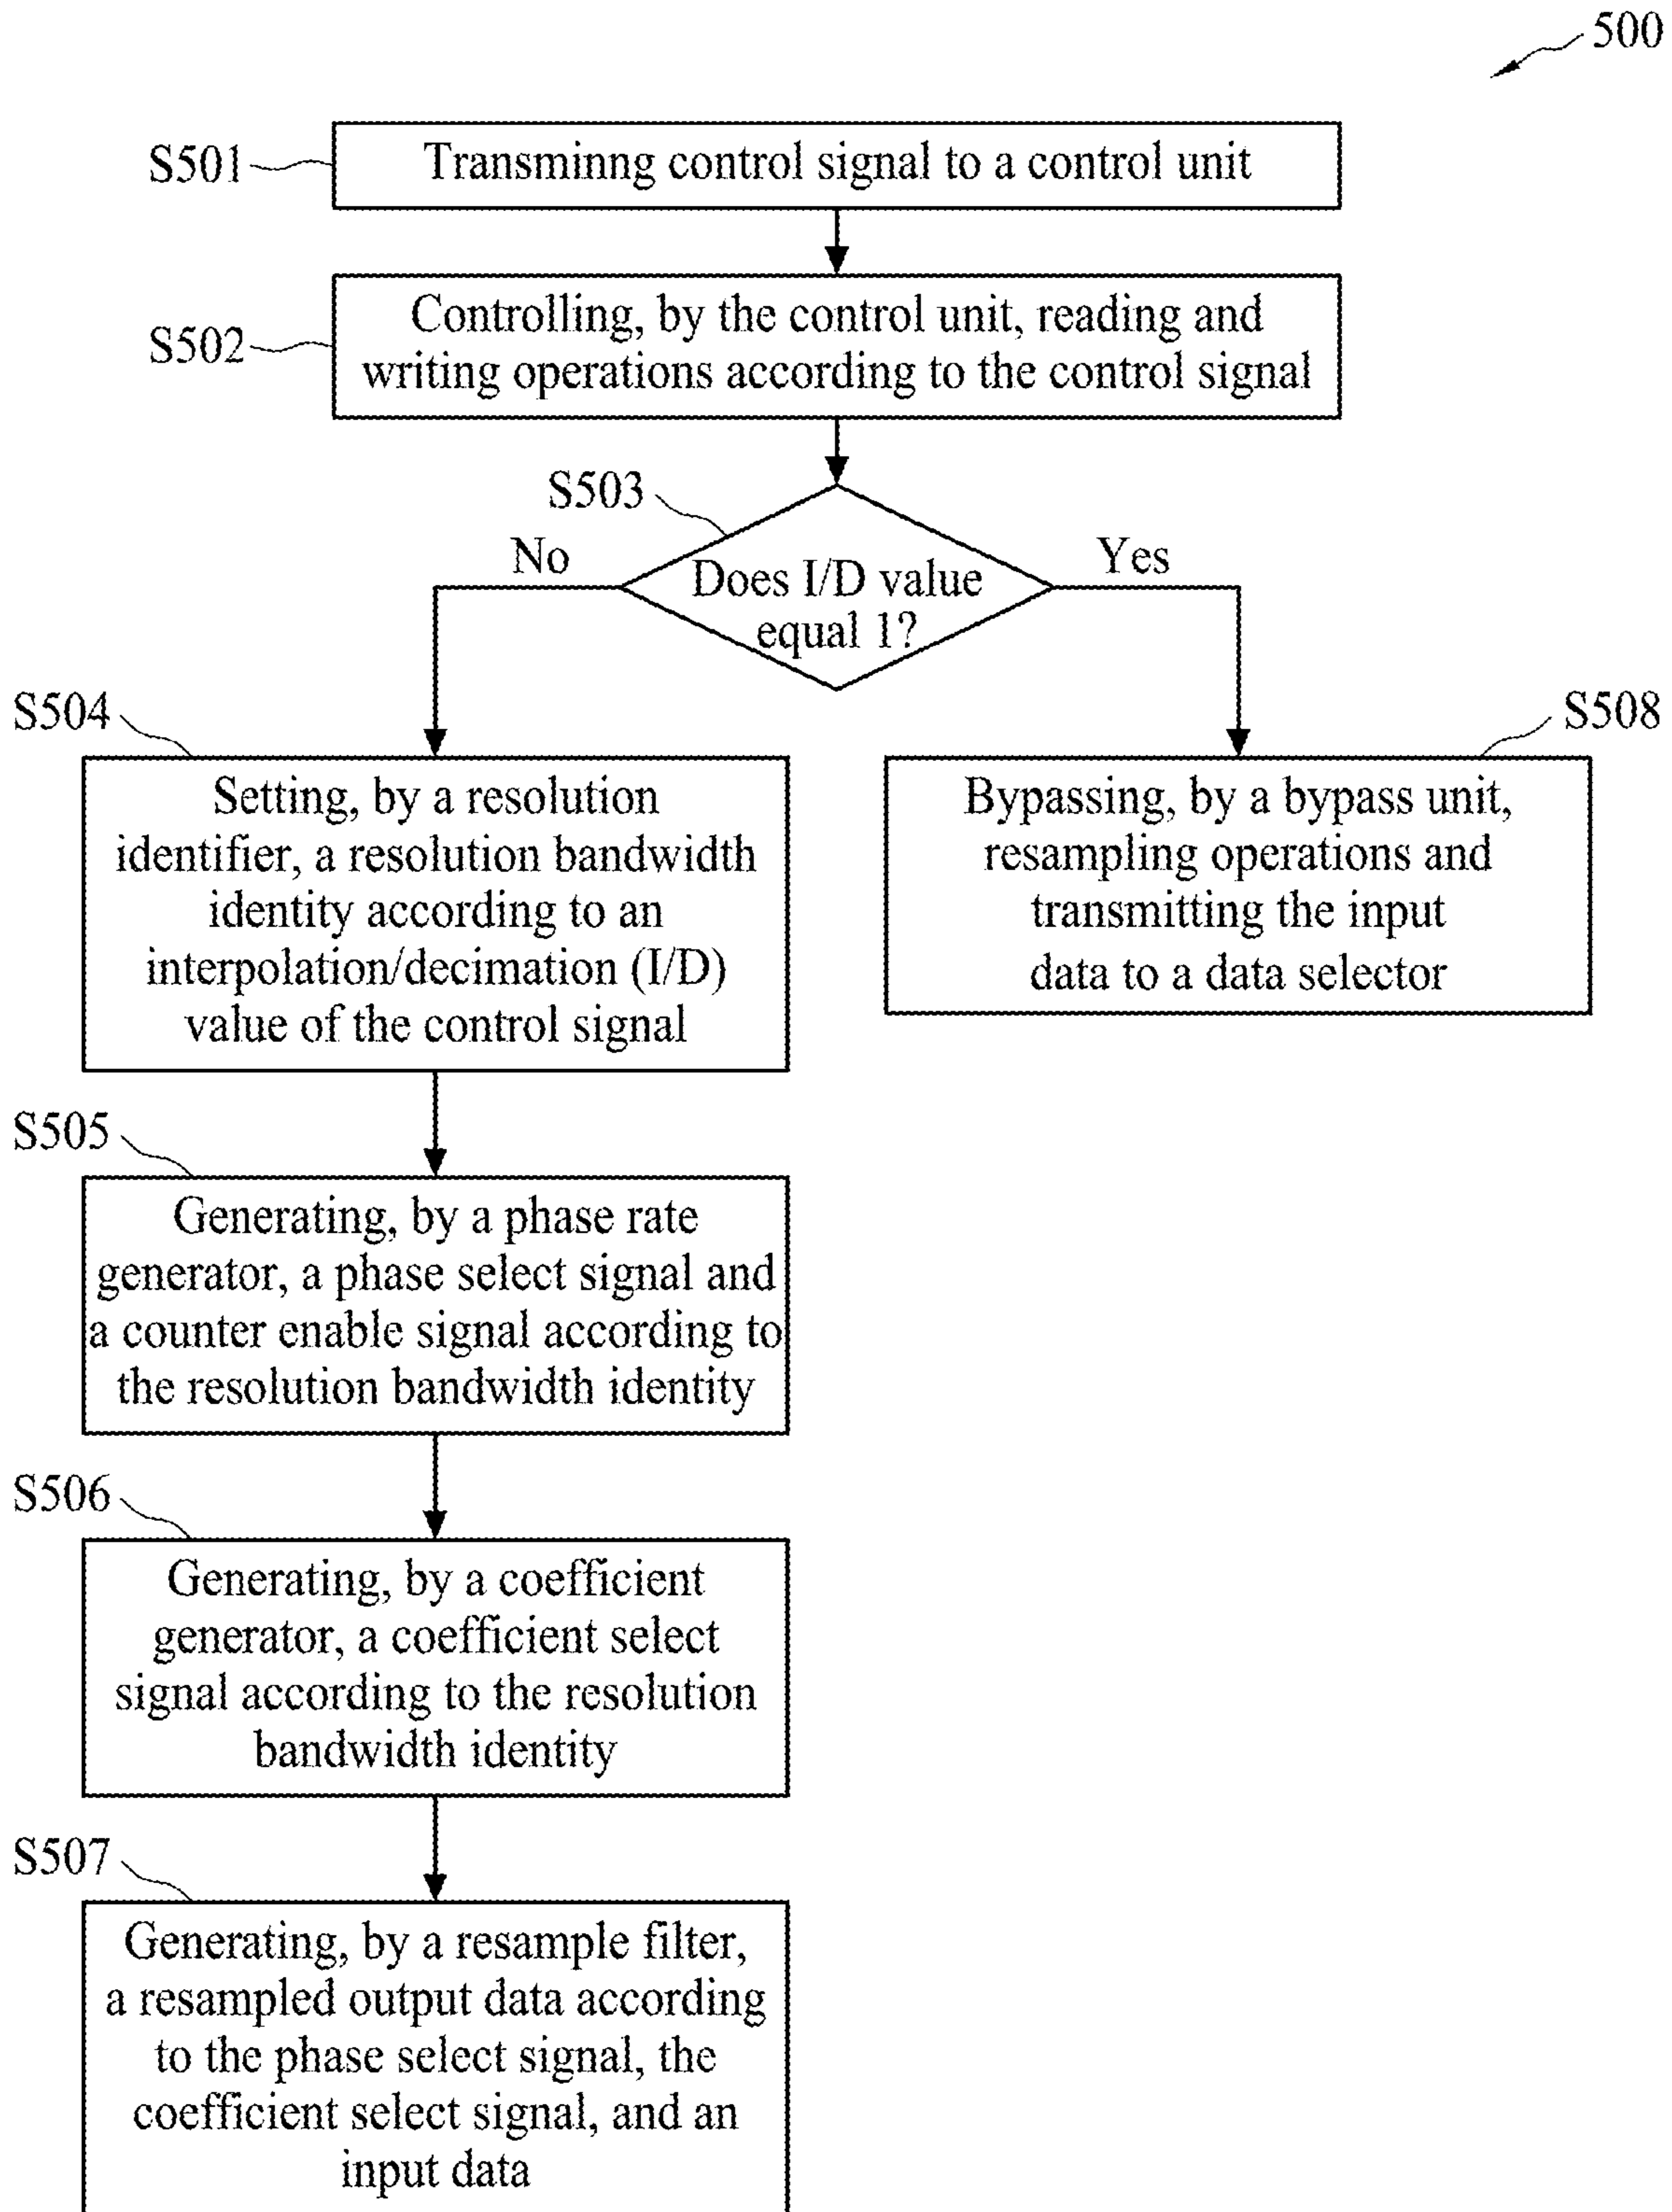 500
S501
Transminng control signal to a control unit
S502
Controlling, by the control unit, reading and
writing operations according to the control signal
S503
No
Yes
Does I/D value
equal 1?
S504
Setting, by a resolution
identifier, a resolution bandwidth
identity according to an
interpolation/decimation (I/D)
value of the control signal
S508
Bypassing, by a bypass unit,
resampling operations and
transmitting the input
data to a data selector
S505
Generating, by a phase rate
generator, a phase select signal and
a counter enable signal according to
the resolution bandwidth identity
S506
Generating, by a coefficient
generator, a coefficient select
signal according to the resolution
bandwidth identity
S507
Generating, by a resample filter,
a resampled output data according
to the phase select signal, the
coefficient select signal, and an
input data